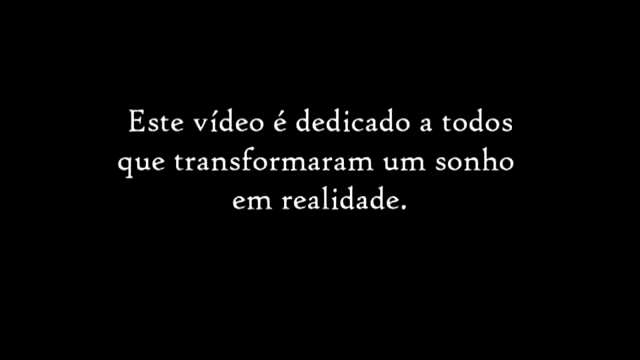 Este vídeo é dedicado a todos
que transformaram um sonho
em realidade.